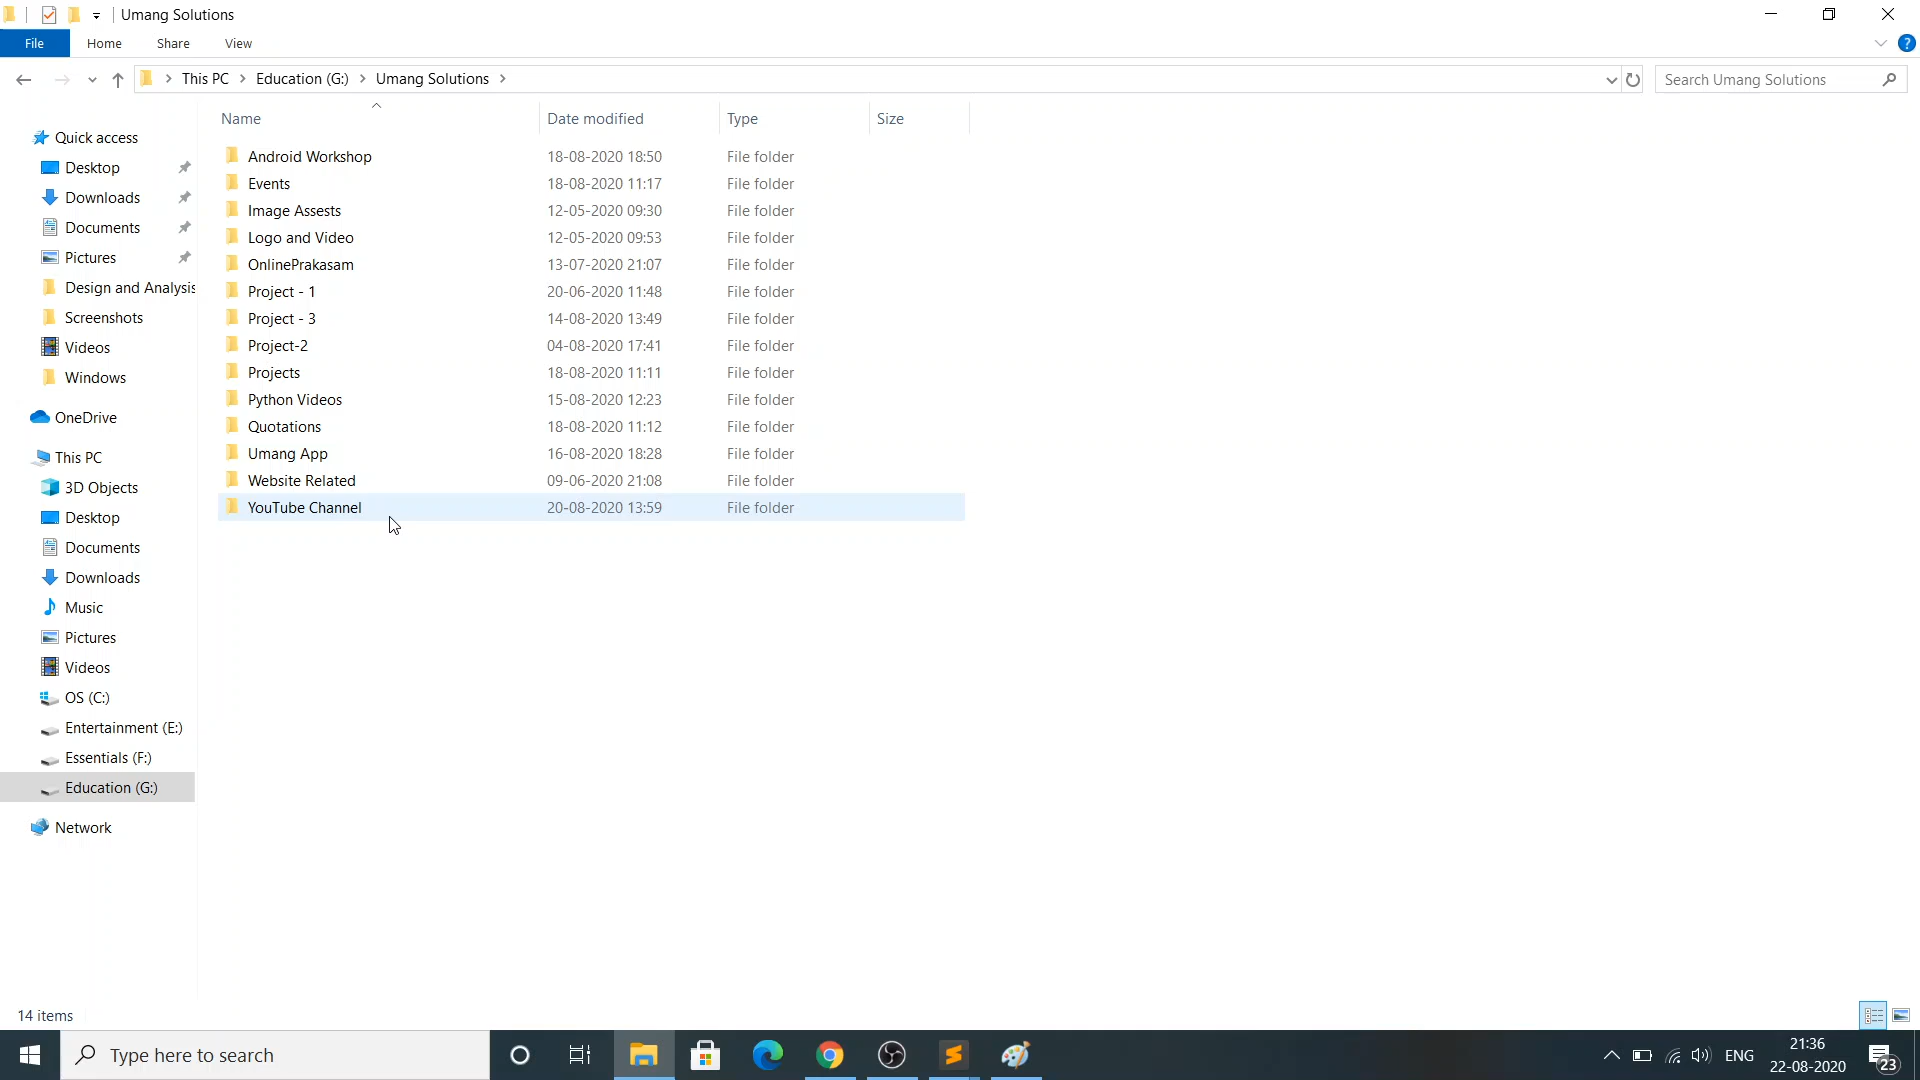 Umang Solutions
File Home Share View
This PC Education (G:) Umang Solutions
Search Umang Solutions
Name Date modified Type Size
Android Workshop 18-08-2020 18:50 File folder
Events 18-08-2020 11:17 File folder
Image Assests 12-05-2020 09:30 File folder
Logo and Video 12-05-2020 09:53 File folder
OnlinePrakasam 13-07-2020 21:07 File folder
Project - 1 20-06-2020 11:48 File folder
Project - 3 14-08-2020 13:49 File folder
Project-2 04-08-2020 17:41 File folder
Projects 18-08-2020 11:11 File folder
Python Videos 15-08-2020 12:23 File folder
Quotations 18-08-2020 11:12 File folder
Umang App 16-08-2020 18:28 File folder
Website Related 09-06-2020 21:08 File folder
YouTube Channel 20-08-2020 13:59 File folder
Quick access
Desktop
Downloads
Documents
Pictures
Design and Analysis
Screenshots
Videos
Windows
OneDrive
This PC
3D Objects
Desktop
Documents
Downloads
Music
Pictures
Videos
OS (C:)
Entertainment (E:)
Essentials (F:)
Education (G:)
Network
14 items
Type here to search
ENG
21:36
22-08-2020
23